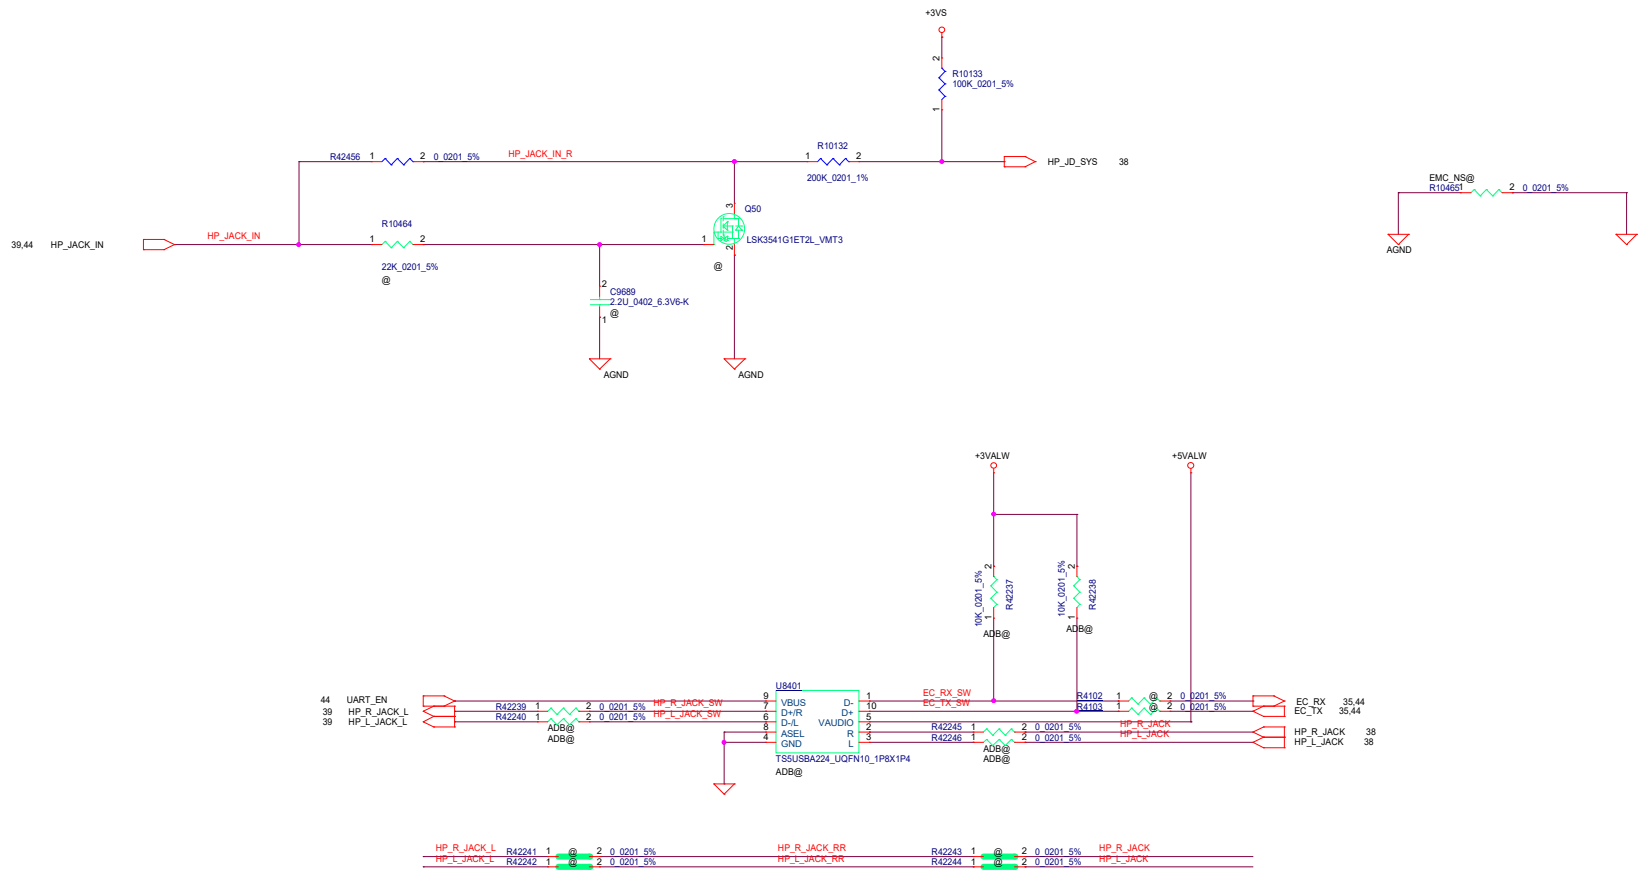 +3VS
2
R10133
100K_0201_5%
1
R42456 1 2 0_0201_5% HP_JACK_IN_R
R10132
1 2
200K_0201_1%
HP_JD_SYS 38
EMC_NS@
R10465 1 2 0_0201_5%
AGND
39,44 HP_JACK_IN
HP_JACK_IN
R10464
1 2
22K_0201_5%
@
3
Q50
1
LSK3541G1ET2L_VMT3
2
@
2
C9689
2.2U_0402_6.3V6-K
@
1
AGND
AGND
+3VALW
+5VALW
2
10K_0201_5%
R42237
1
ADB@
2
10K_0201_5%
R42238
1
ADB@
U8401
44 UART_EN
39 HP_R_JACK_L
39 HP_L_JACK_L
R42239 1 2 0_0201_5% HP_R_JACK_SW
R42240 1 2 0_0201_5% HP_L_JACK_SW
ADB@
ADB@
9 VBUS D- 1
7 D+/R D+ 10
6 D-/L VAUDIO 5
8 ASEL R 2
4 GND L 3
TS5USBA224_UQFN10_1P8X1P4
ADB@
EC_RX_SW R4102 1 @ 2 0_0201_5% EC_RX 35,44
EC_TX_SW R4103 1 @ 2 0_0201_5% EC_TX 35,44
R42245 1 2 0_0201_5% HP_R_JACK HP_R_JACK 38
R42246 1 2 0_0201_5% HP_L_JACK HP_L_JACK 38
ADB@
ADB@
HP_R_JACK_L R42241 1 @ 2 0_0201_5% HP_R_JACK_RR R42243 1 @ 2 0_0201_5% HP_R_JACK
HP_L_JACK_L R42242 1 @ 2 0_0201_5% HP_L_JACK_RR R42244 1 @ 2 0_0201_5% HP_L_JACK